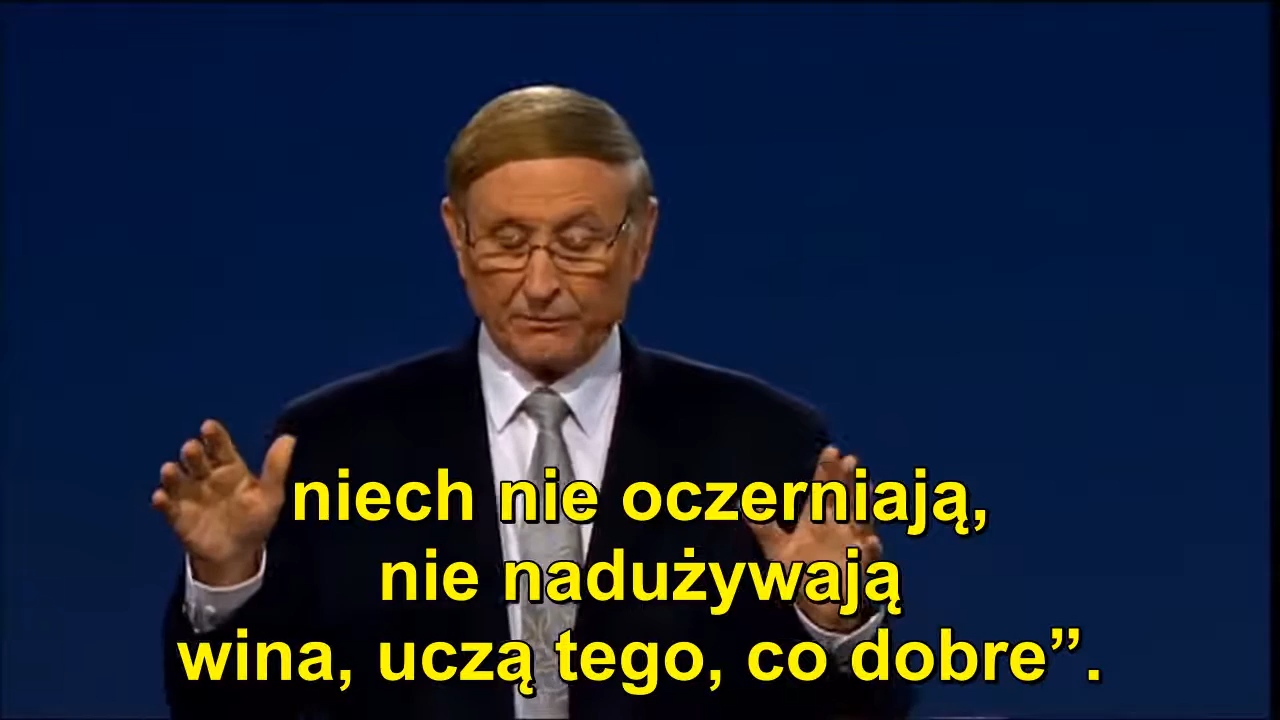 niech nie oczerniają,
nie nadużywają
wina, uczą tego, co dobre”.